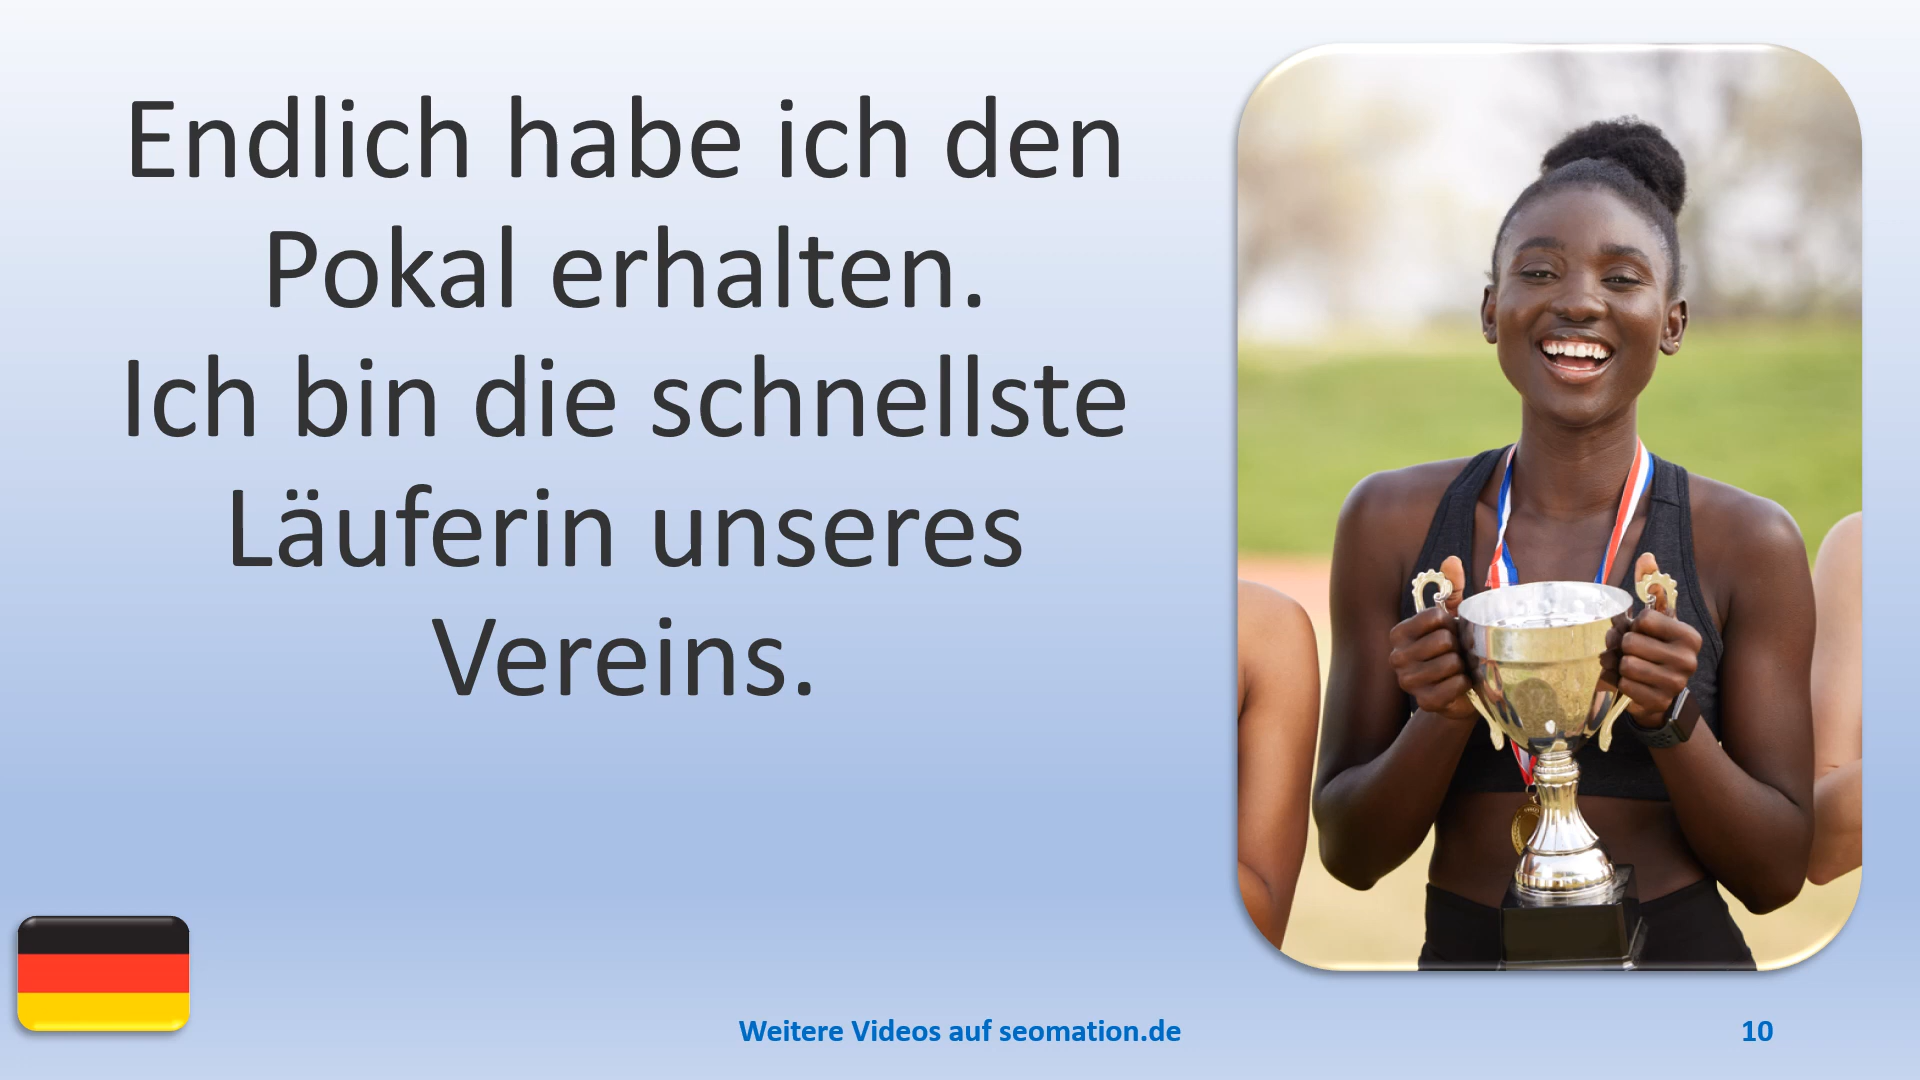 Endlich habe ich den
Pokal erhalten.
Ich bin die schnellste
Läuferin unseres
Vereins.
Weitere Videos auf seomation.de
10